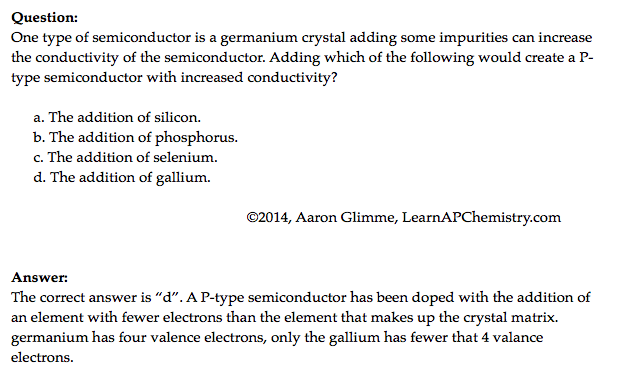 Question:
One type of semiconductor is a germanium crystal adding some impurities can increase
the conductivity of the semiconductor. Adding which of the following would create a P-
type semiconductor with increased conductivity?
a. The addition of silicon.
b. The addition of phosphorus.
c. The addition of selenium.
d. The addition of gallium.
©2014, Aaron Glimme, LearnAPChemistry.com
Answer:
The correct answer is “d”. A P-type semiconductor has been doped with the addition of
an element with fewer electrons than the element that makes up the crystal matrix.
germanium has four valence electrons, only the gallium has fewer that 4 valance
electrons.